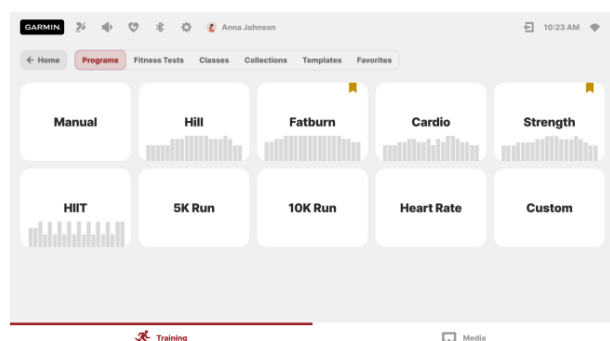 GARMIN Anna Johnson 10:23 AM
← Home Programs Fitness Tests Classes Collections Templates Favorites
Manual Hill Fatburn Cardio Strength
HIIT 5K Run 10K Run Heart Rate Custom
Training Media